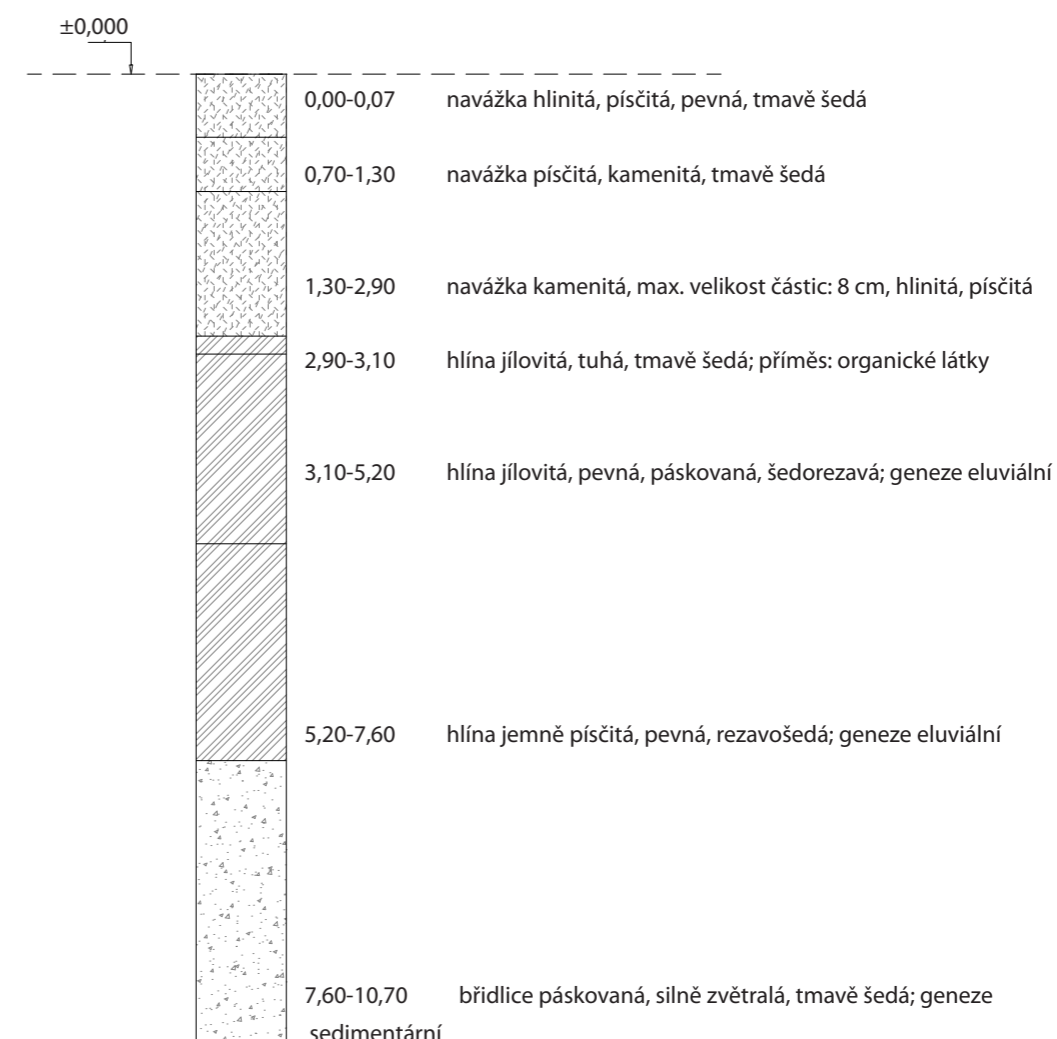 ±0,000
0,00-0,07 navážka hlinitá, písčitá, pevná, tmavě šedá
0,70-1,30 navážka písčitá, kamenitá, tmavě šedá
1,30-2,90 navážka kamenitá, max. velikost částic: 8 cm, hlinitá, písčitá
2,90-3,10 hlína jílovitá, tuhá, tmavě šedá; příměs: organické látky
3,10-5,20 hlína jílovitá, pevná, páskovaná, šedorezavá; geneze eluviální
5,20-7,60 hlína jemně písčitá, pevná, rezavošedá; geneze eluviální
7,60-10,70 břidlice páskovaná, silně zvětralá, tmavě šedá; geneze
sedimentární